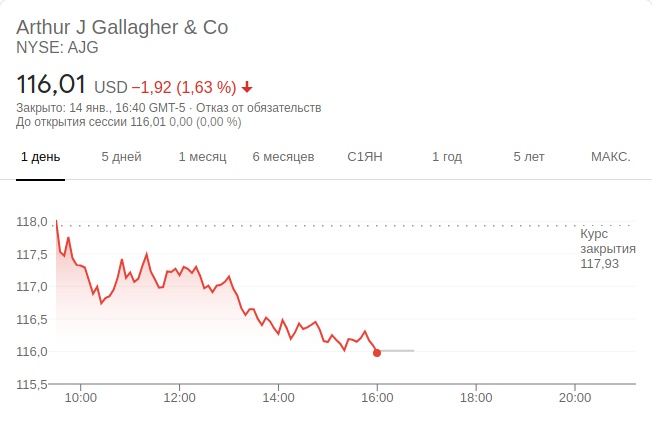 Arthur J Gallagher & Co
NYSE: AJG
116,01 USD −1,92 (1,63 %)
Закрыто: 14 янв., 16:40 GMT-5 · Отказ от обязательств
До открытия сессии 116,01 0,00 (0,00 %)
1 день 5 дней 1 месяц 6 месяцев С1ЯН 1 год 5 лет МАКС.
118,0
Курс
закрытия
117,93
117,5
117,0
116,5
116,0
115,5
10:00 12:00 14:00 16:00 18:00 20:00